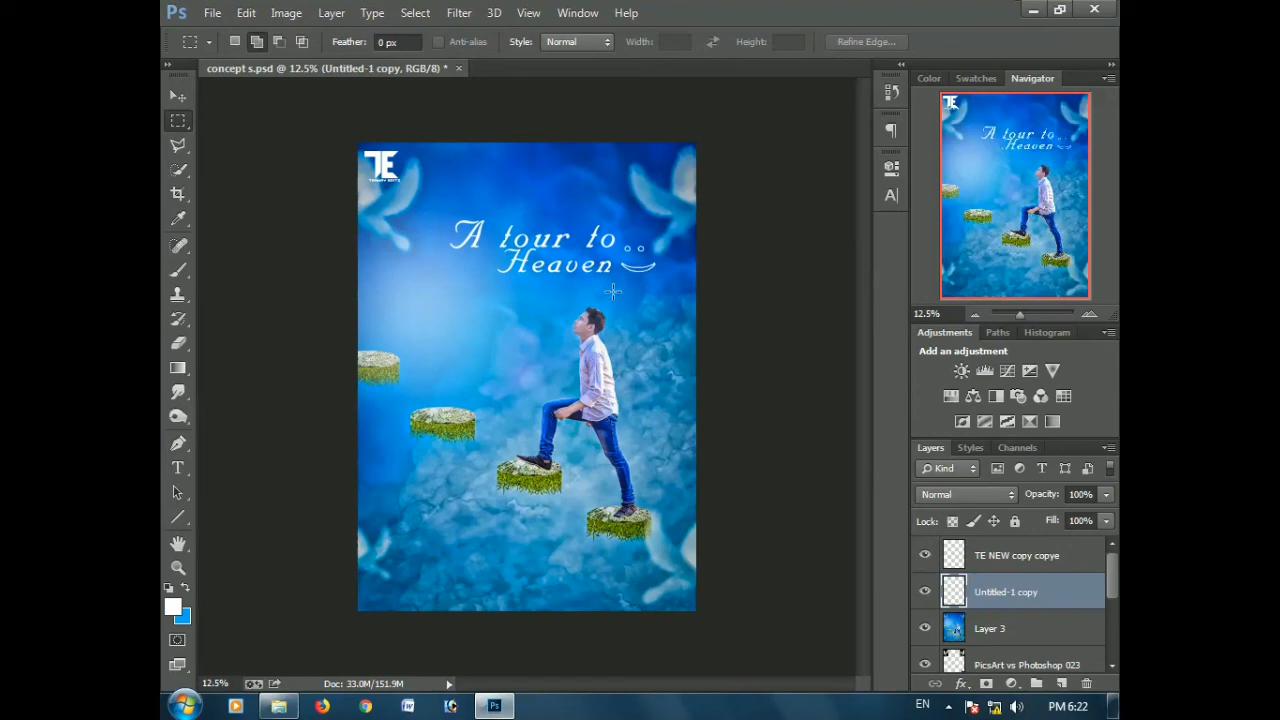 Ps File Edit Image Layer Type Select Filter 3D View Window Help
Feather: 0 px Anti-alias Style: Normal Width: Height: Refine Edge...
concept s.psd @ 12.5% (Untitled-1 copy, RGB/8) * ×
Color Swatches Navigator
TE
A tour to
Heaven
12.5%
Adjustments Paths Histogram
Add an adjustment
Layers Styles Channels
Kind
Normal Opacity: 100%
Lock: Fill: 100%
TE NEW copy copye
Untitled-1 copy
Layer 3
PicsArt vs Photoshop 023
12.5% Doc: 33.0M/151.9M
EN PM 6:22